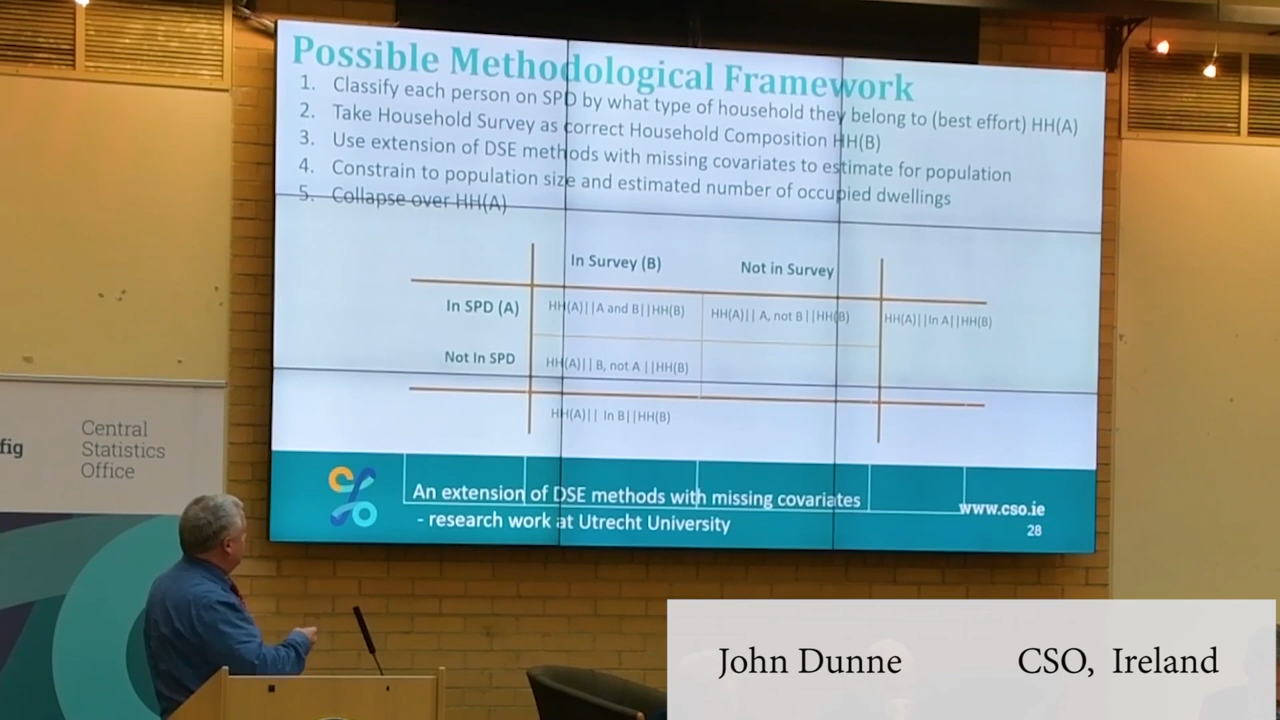 Possible Methodological Framework
1. Classify each person on SPD by what type of household they belong to (best effort) HH(A)
2. Take Household Survey as correct Household Composition HH(B)
3. Use extension of DSE methods with missing covariates to estimate for population
4. Constrain to population size and estimated number of occupied dwellings
5. Collapse over HH(A)
In Survey (B) Not in Survey
In SPD (A) HH(A)||A and B||HH(B) HH(A)|| A, not B||HH(B) HH(A)||In A||HH(B)
Not In SPD HH(A)|| B, not A ||HH(B)
HH(A)|| In B||HH(B)
An extension of DSE methods with missing covariates
- research work at Utrecht University
www.cso.ie
28
fig
Central
Statistics
Office
John Dunne CSO, Ireland